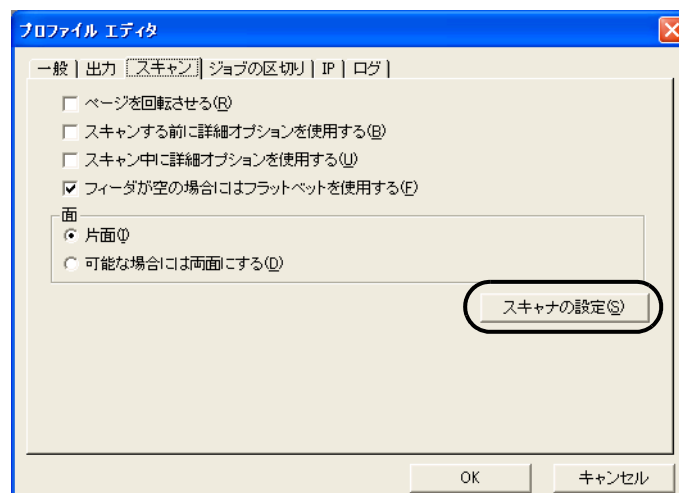 プロファイル エディタ
一般 出力 スキャン ジョブの区切り IP ログ
ページを回転させる(R)
スキャンする前に詳細オプションを使用する(B)
スキャン中に詳細オプションを使用する(U)
フィーダが空の場合にはフラットベットを使用する(F)
面
片面(I)
可能な場合には両面にする(D)
スキャナの設定(S)
OK キャンセル